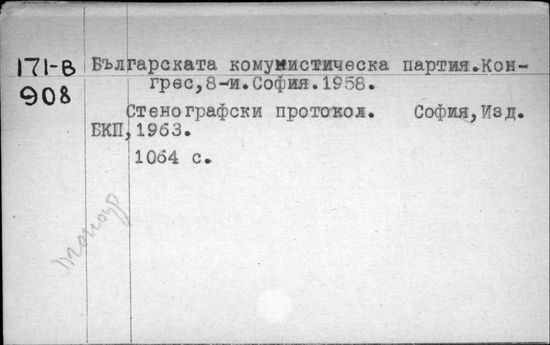 171-В
908
Българската комунистическа партия.Кон-
грес,8-и.София.1958.
Стенографски протокол. София,Изд.
БКП,1963.
1064 с.